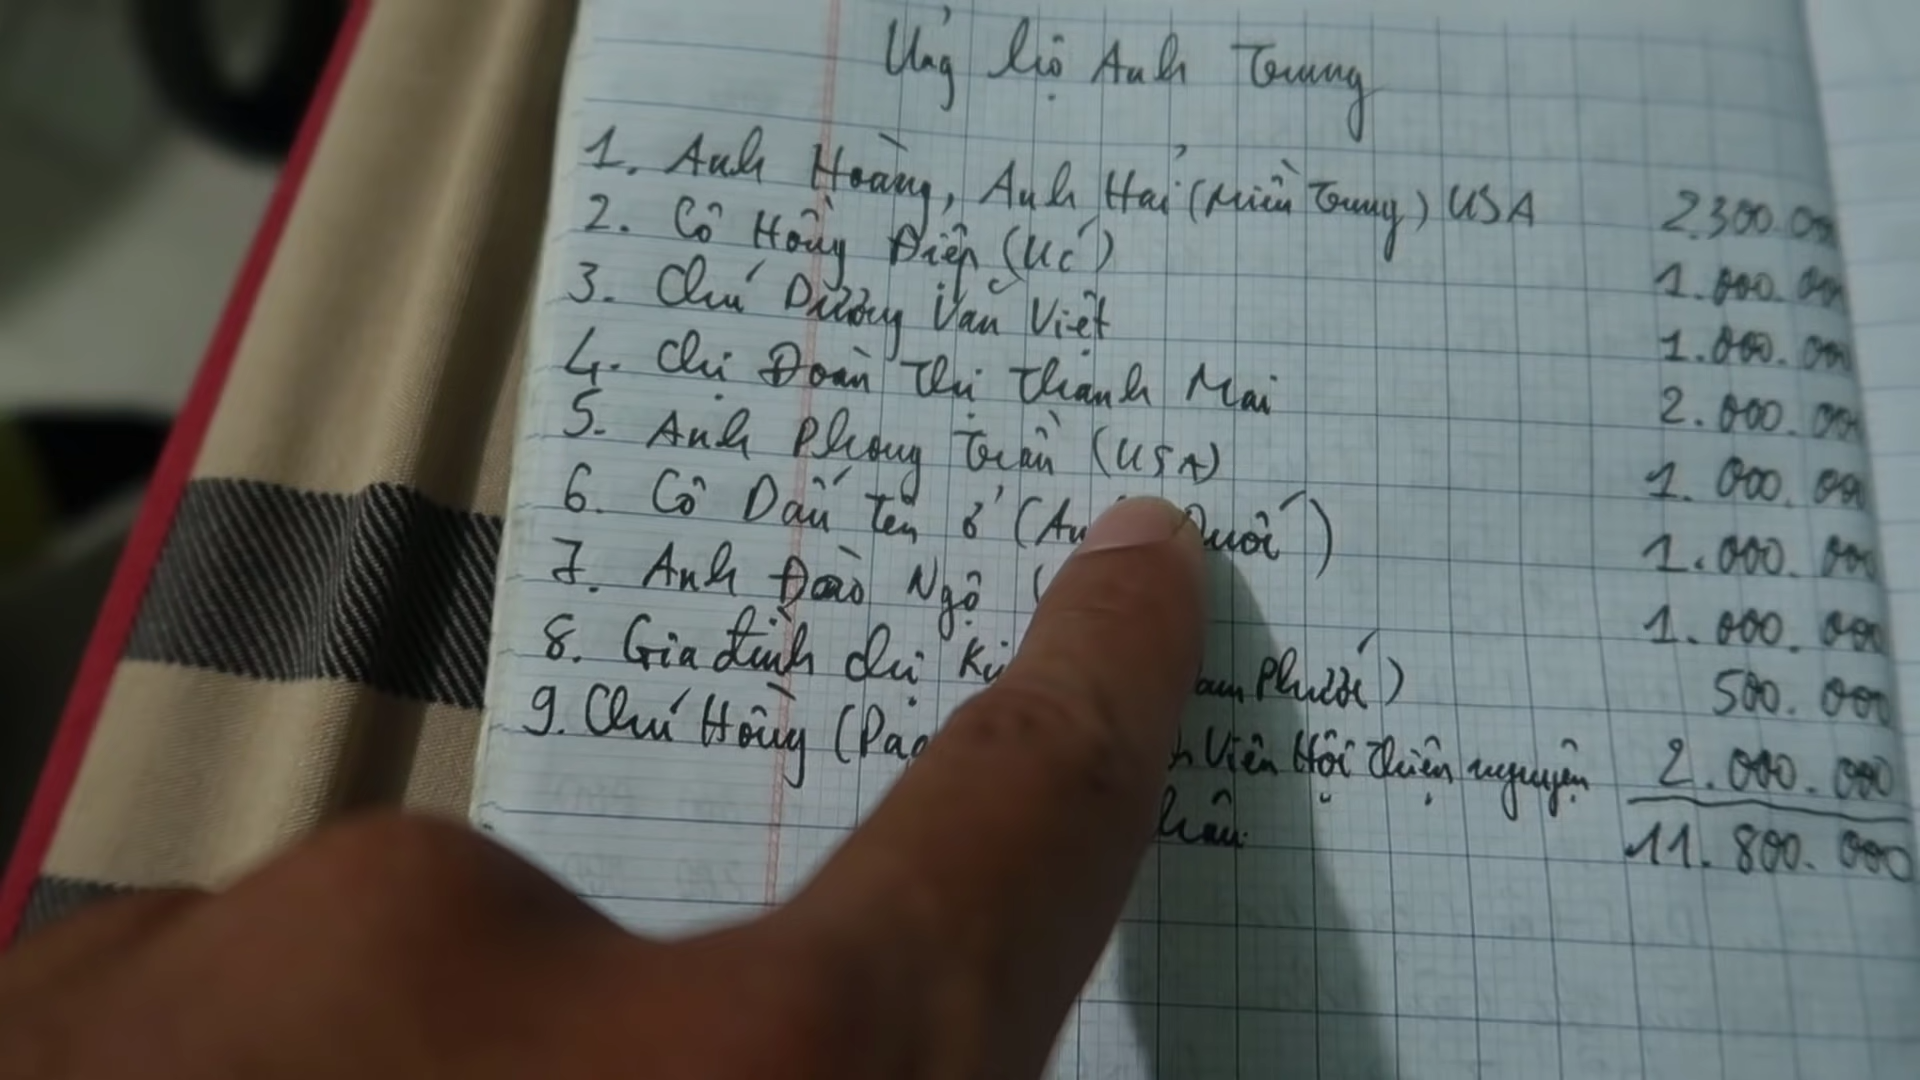 Ủng hộ Anh Trung
1. Anh Hoàng, Anh Hải (Miền Trung) USA 2.300.000
2. Cô Hồng Điệp (Úc) 1.000.000
3. Chú Dương Văn Việt 1.000.000
4. Chị Đoàn Thị Thanh Mai 2.000.000
5. Anh Phong Trần (USA) 1.000.000
6. Cô Dấu Tên ở (Quốc) 1.000.000
7. Anh Đào Ngộ ( 1.000.000
8. Gia đình chị Phước) 500.000
9. Chú Hồng ( Viên Hội Thiện nguyện 2.000.000
11.800.000